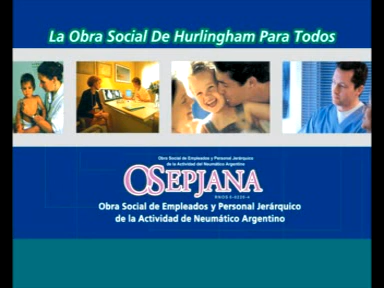 La Obra Social De Hurlingham Para Todos
Obra Social de Empleados y Personal Jerárquico
de la Actividad del Neumático Argentino
OSEPJANA
Obra Social de Empleados y Personal Jerárquico
de la Actividad de Neumático Argentino